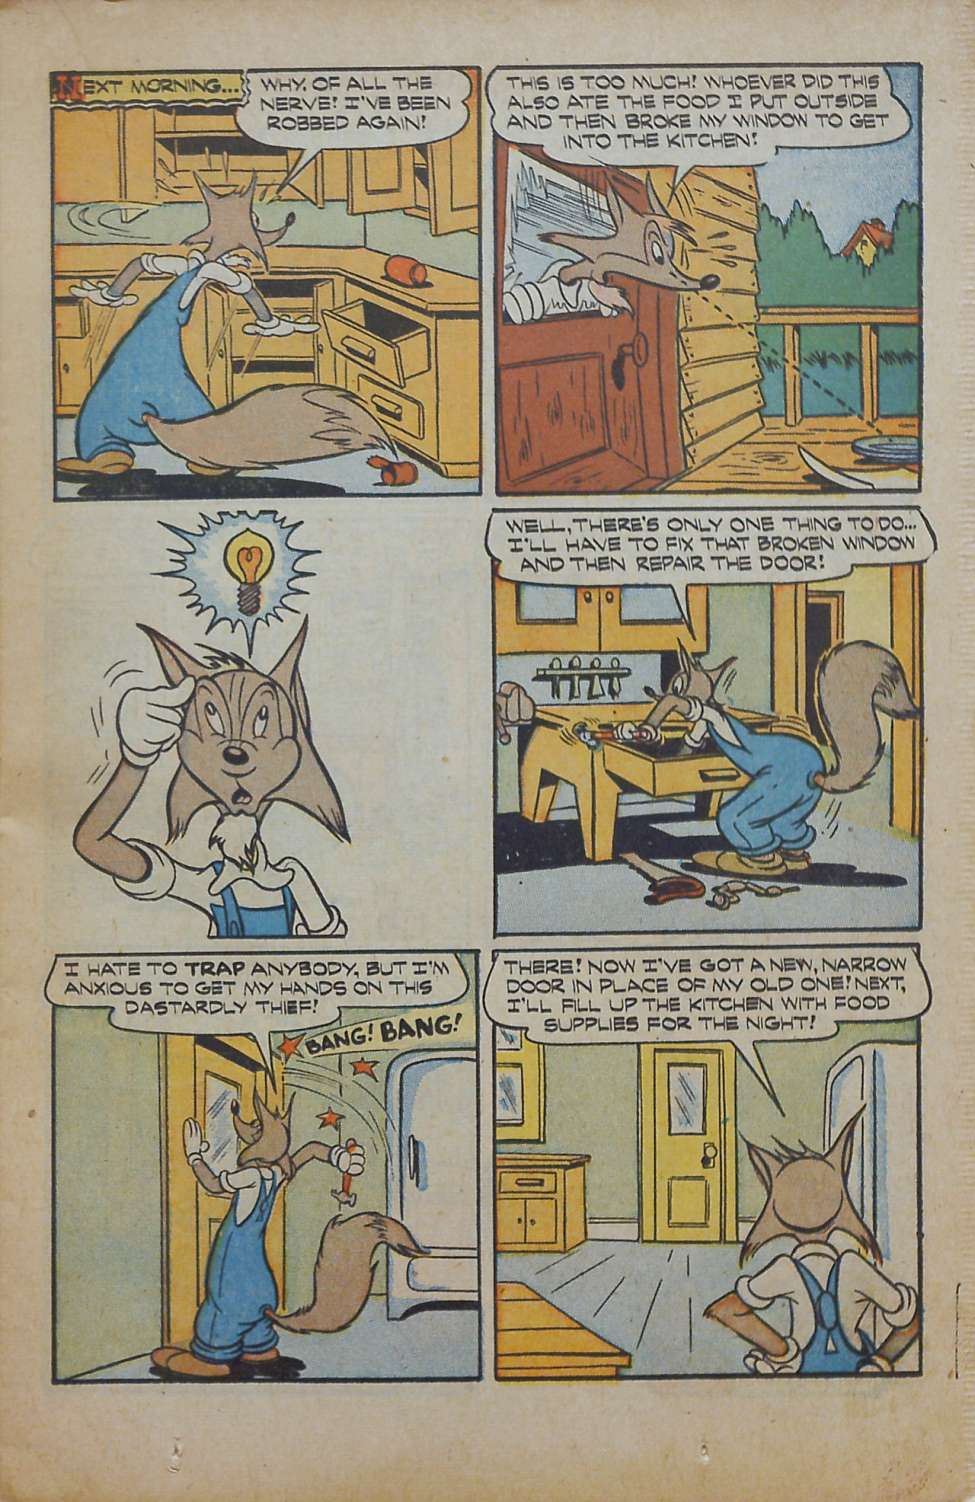 NEXT MORNING...
WHY, OF ALL THE
NERVE! I'VE BEEN
ROBBED AGAIN!
THIS IS TOO MUCH! WHOEVER DID THIS
ALSO ATE THE FOOD I PUT OUTSIDE
AND THEN BROKE MY WINDOW TO GET
INTO THE KITCHEN!
WELL, THERE'S ONLY ONE THING TO DO...
I'LL HAVE TO FIX THAT BROKEN WINDOW
AND THEN REPAIR THE DOOR!
I HATE TO TRAP ANYBODY, BUT I'M
ANXIOUS TO GET MY HANDS ON THIS
DASTARDLY THIEF!
BANG! BANG!
THERE! NOW I'VE GOT A NEW, NARROW
DOOR IN PLACE OF MY OLD ONE! NEXT,
I'LL FILL UP THE KITCHEN WITH FOOD
SUPPLIES FOR THE NIGHT!